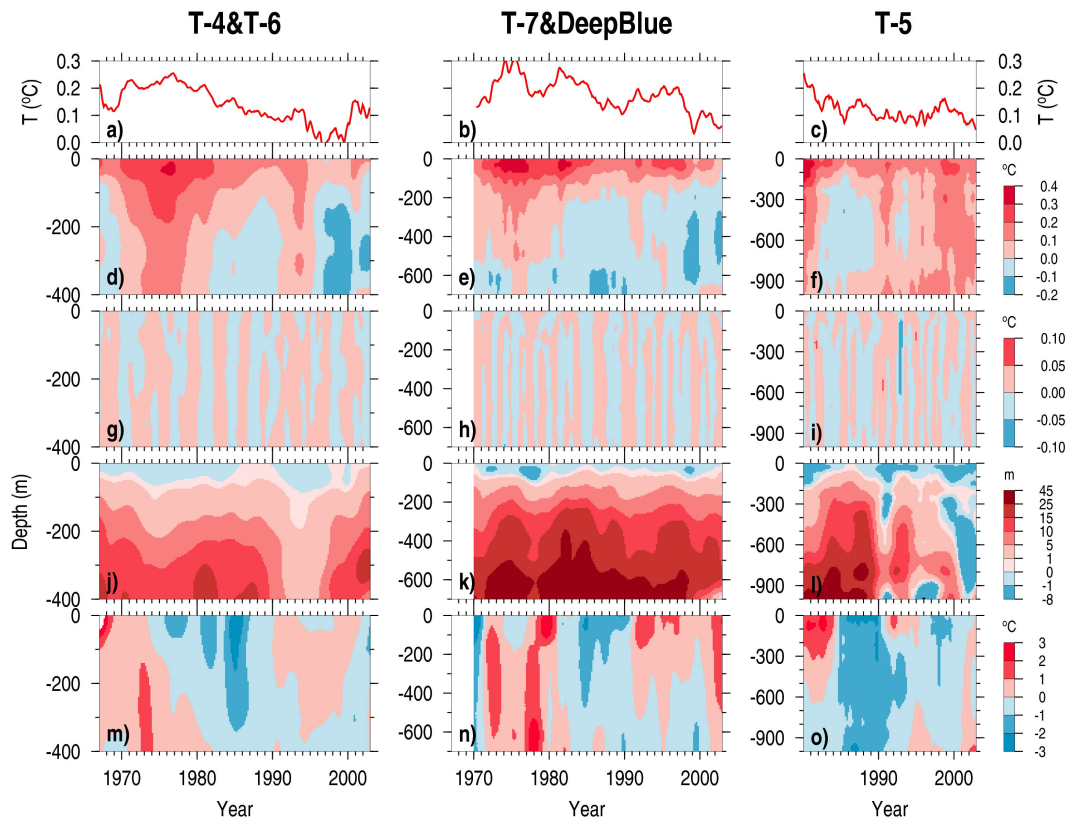 T-4&T-6 T-7&DeepBlue T-5
0.3 0.3
0.2 0.2
0.1 0.1
0.0 0.0
T (ºC) T (ºC)
a) b) c)
0 0 0 ºC
-200 -200 -300 0.4
-400 -400 -600 0.3
-600 -900 0.2
0.1
0.0
-0.1
-0.2
d) e) f)
0 0 0 ºC
-200 -200 -300 0.10
-400 -400 -600 0.05
-600 -900 0.00
-0.05
-0.10
g) h) i)
Depth (m)
0 0 0 m
-200 -200 -300 45
-400 -400 -600 25
-600 -900 15
5
1
0
-1
-8
j) k) l)
0 0 0 ºC
-200 -200 -300 3
-400 -400 -600 2
-600 -900 1
0
-1
-2
-3
m) n) o)
1970 1980 1990 2000 1970 1980 1990 2000 1990 2000
Year Year Year